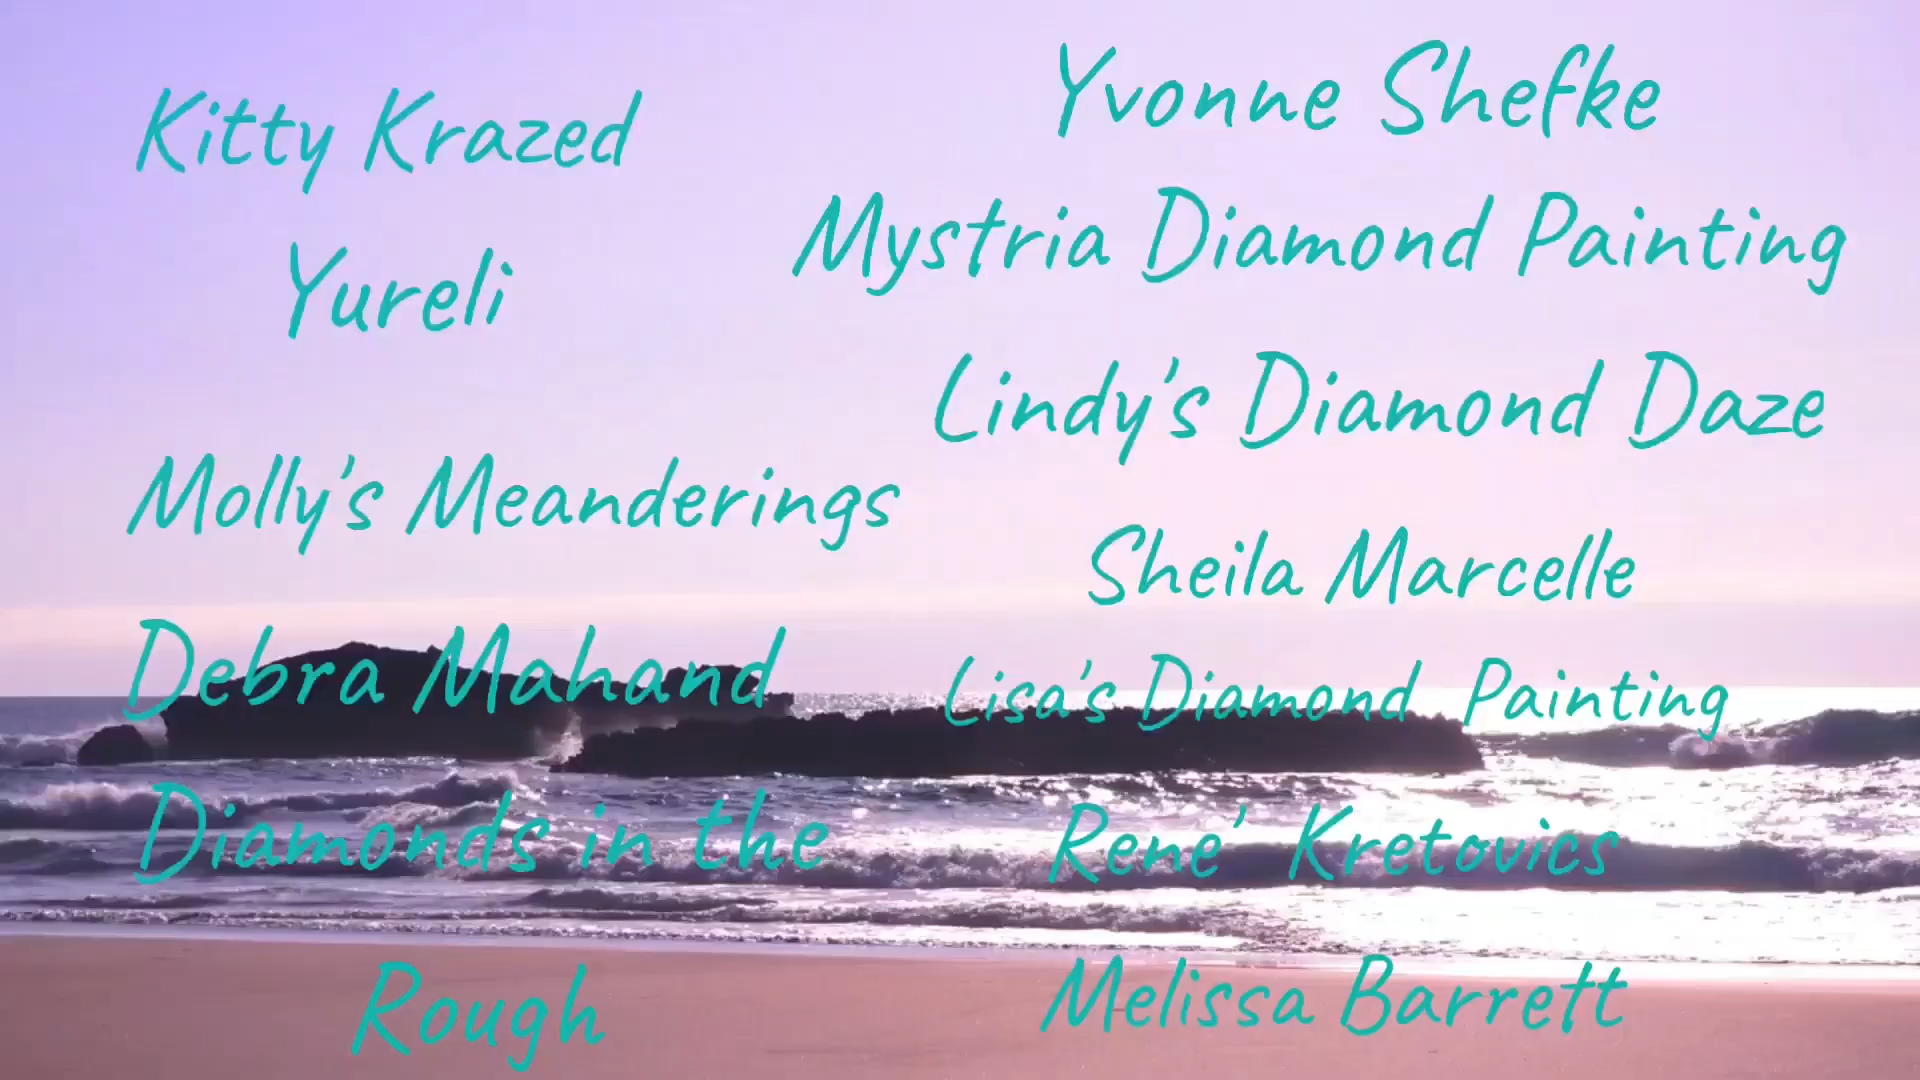 Kitty Krazed
Yureli
Molly's Meanderings
Debra Mahand
Diamonds in the
Rough
Yvonne Shefke
Mystria Diamond Painting
Lindy's Diamond Daze
Sheila Marcelle
Lisa's Diamond Painting
Rene' Kretovics
Melissa Barrett